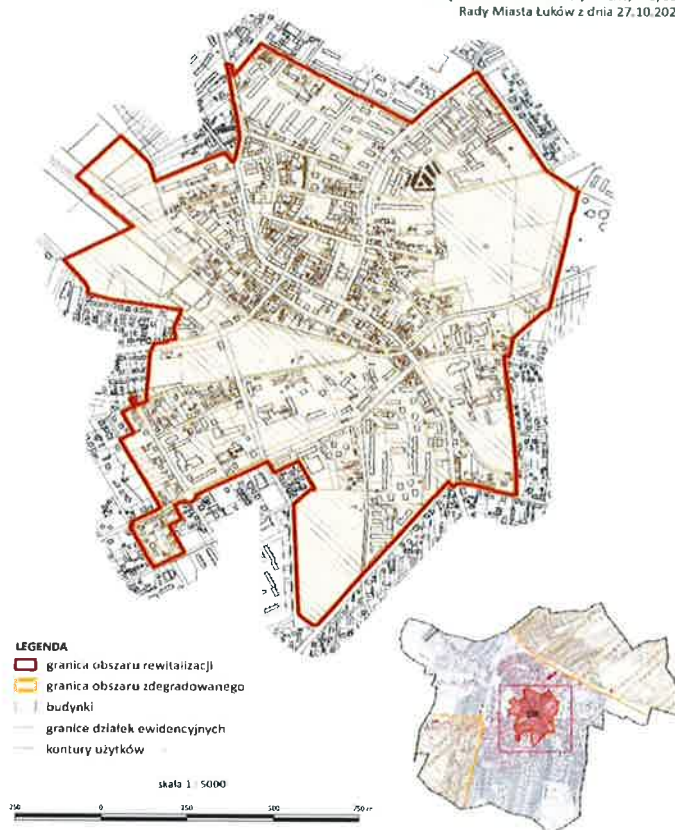 Rady Miasta Łuków z dnia 27.10.202
LEGENDA
granica obszaru rewitalizacji
granica obszaru zdegradowanego
budynki
granice działek ewidencyjnych
kontury użytków
skala 1 : 5000
250 0 150 500 750 m